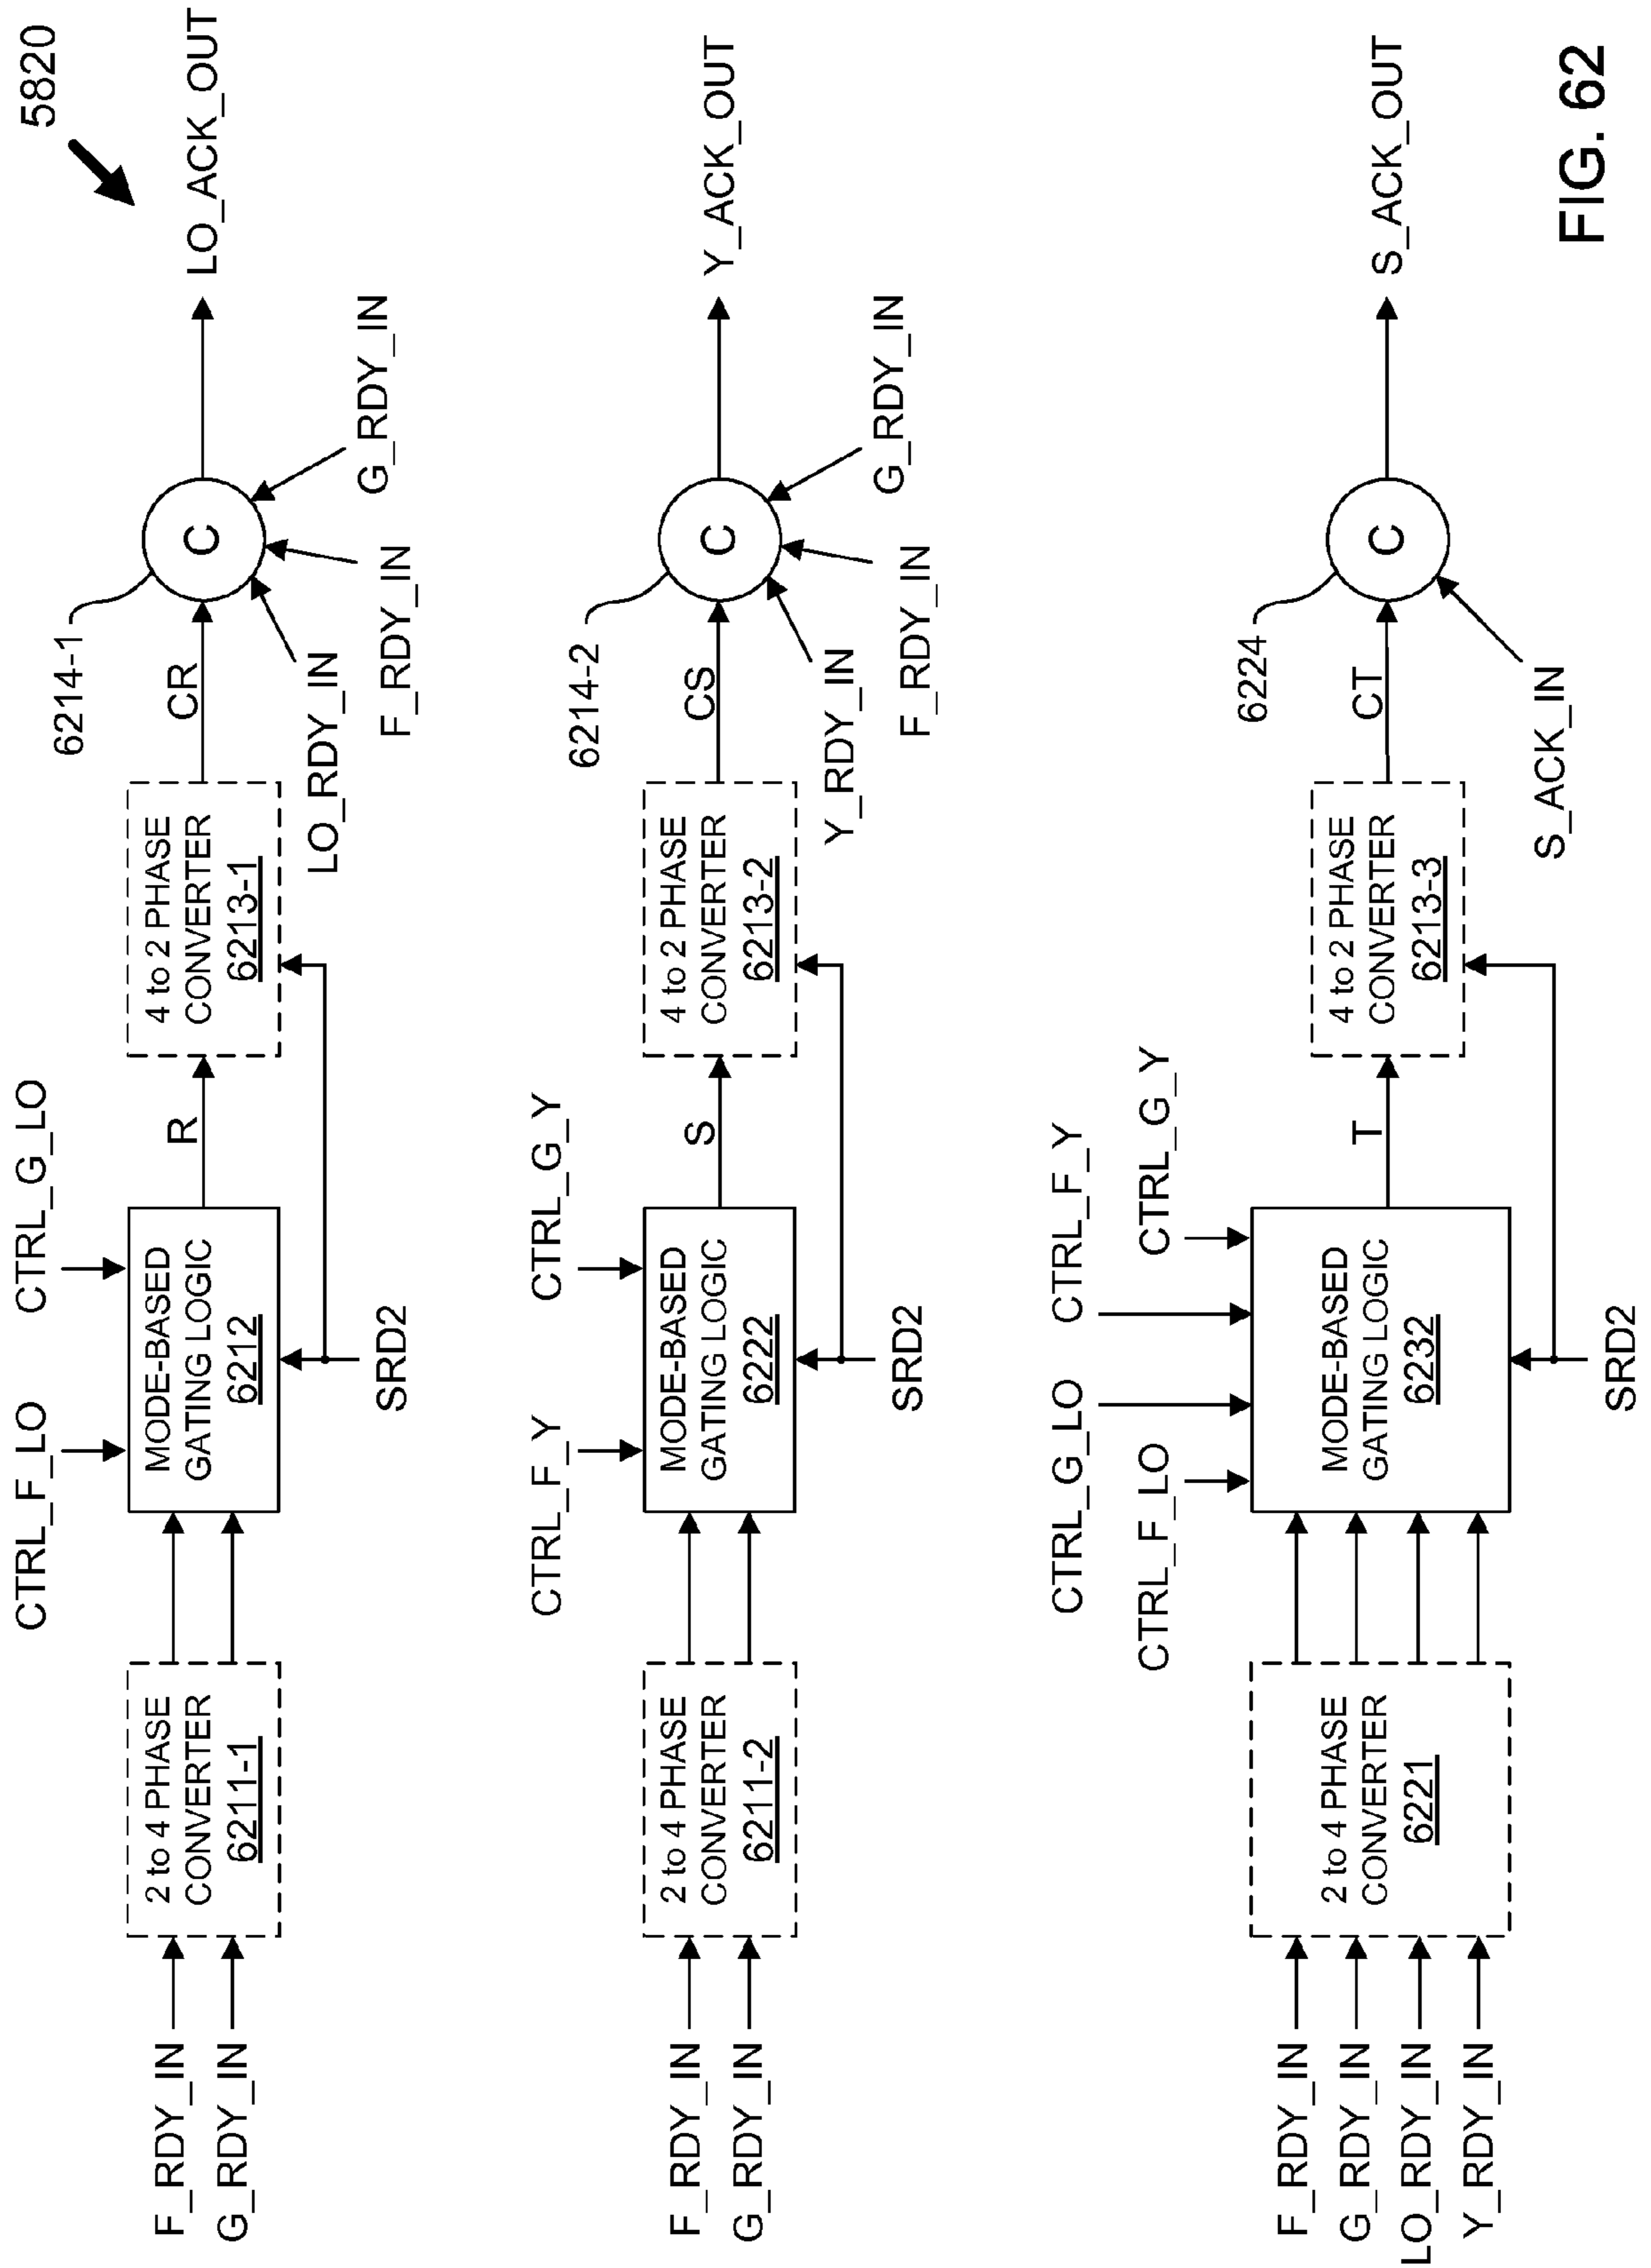 5820
CTRL_F_LO
CTRL_G_LO
F_RDY_IN
G_RDY_IN
2 to 4 PHASE
CONVERTER
6211-1
MODE-BASED
GATING LOGIC
6212
R
SRD2
4 to 2 PHASE
CONVERTER
6213-1
CR
6214-1
C
LO_RDY_IN
F_RDY_IN
G_RDY_IN
LO_ACK_OUT
CTRL_F_Y
CTRL_G_Y
F_RDY_IN
G_RDY_IN
2 to 4 PHASE
CONVERTER
6211-2
MODE-BASED
GATING LOGIC
6222
S
SRD2
4 to 2 PHASE
CONVERTER
6213-2
CS
6214-2
C
Y_RDY_IN
F_RDY_IN
G_RDY_IN
Y_ACK_OUT
CTRL_G_LO
CTRL_F_Y
CTRL_F_LO
CTRL_G_Y
F_RDY_IN
G_RDY_IN
LO_RDY_IN
Y_RDY_IN
2 to 4 PHASE
CONVERTER
6221
MODE-BASED
GATING LOGIC
6232
T
SRD2
4 to 2 PHASE
CONVERTER
6213-3
CT
6224
C
S_ACK_IN
S_ACK_OUT
FIG. 62